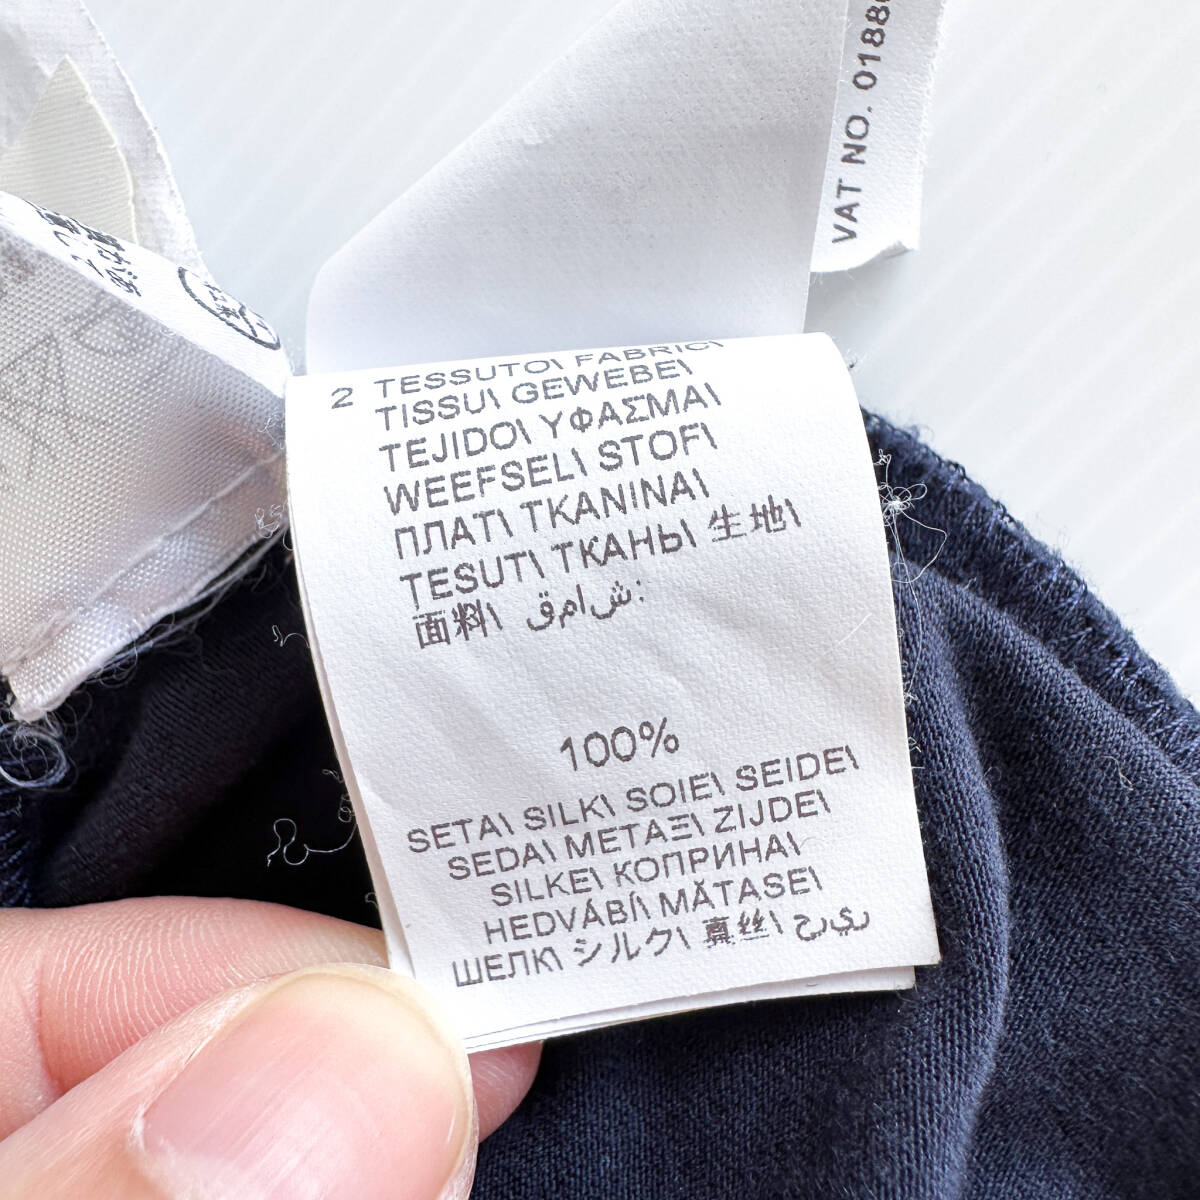 VAT NO. 0188
2 TESSUTO\ FABRIC\
TISSU\ GEWEBE\
TEJIDO\ ΥΦΑΣΜΑ\
WEEFSEL\ STOF\
ПЛАТ\ TKANINA\
TESUT\ ТКАНЬ\ 生地\
面料\ ش‍ا‍م‍ق:
100%
SETA\ SILK\ SOIE\ SEIDE\
SEDA\ ΜΕΤΑΞΙ\ ZIJDE\
SILKE\ КОПРИНА\
HEDVÁBÍ\ MĂTASE\
ШЕЛК\ シルク\ 真丝\